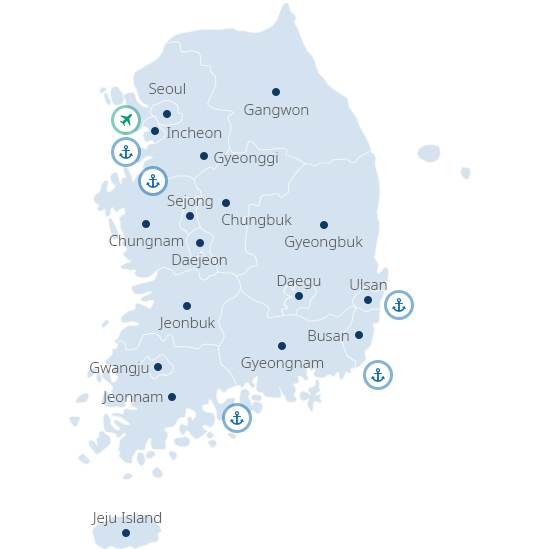 Seoul
Gangwon
Incheon
Gyeonggi
Sejong
Chungbuk
Chungnam
Gyeongbuk
Daejeon
Daegu
Ulsan
Jeonbuk
Busan
Gyeongnam
Gwangju
Jeonnam
Jeju Island